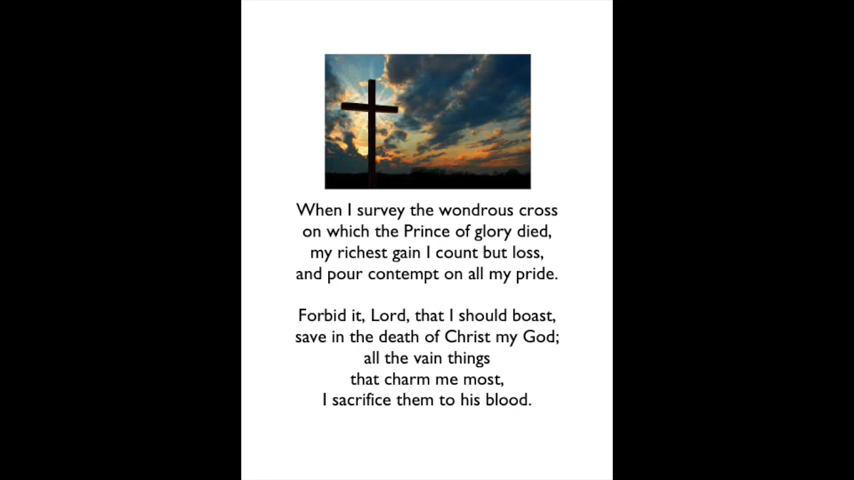 When I survey the wondrous cross
on which the Prince of glory died,
my richest gain I count but loss,
and pour contempt on all my pride.
Forbid it, Lord, that I should boast,
save in the death of Christ my God;
all the vain things
that charm me most,
I sacrifice them to his blood.